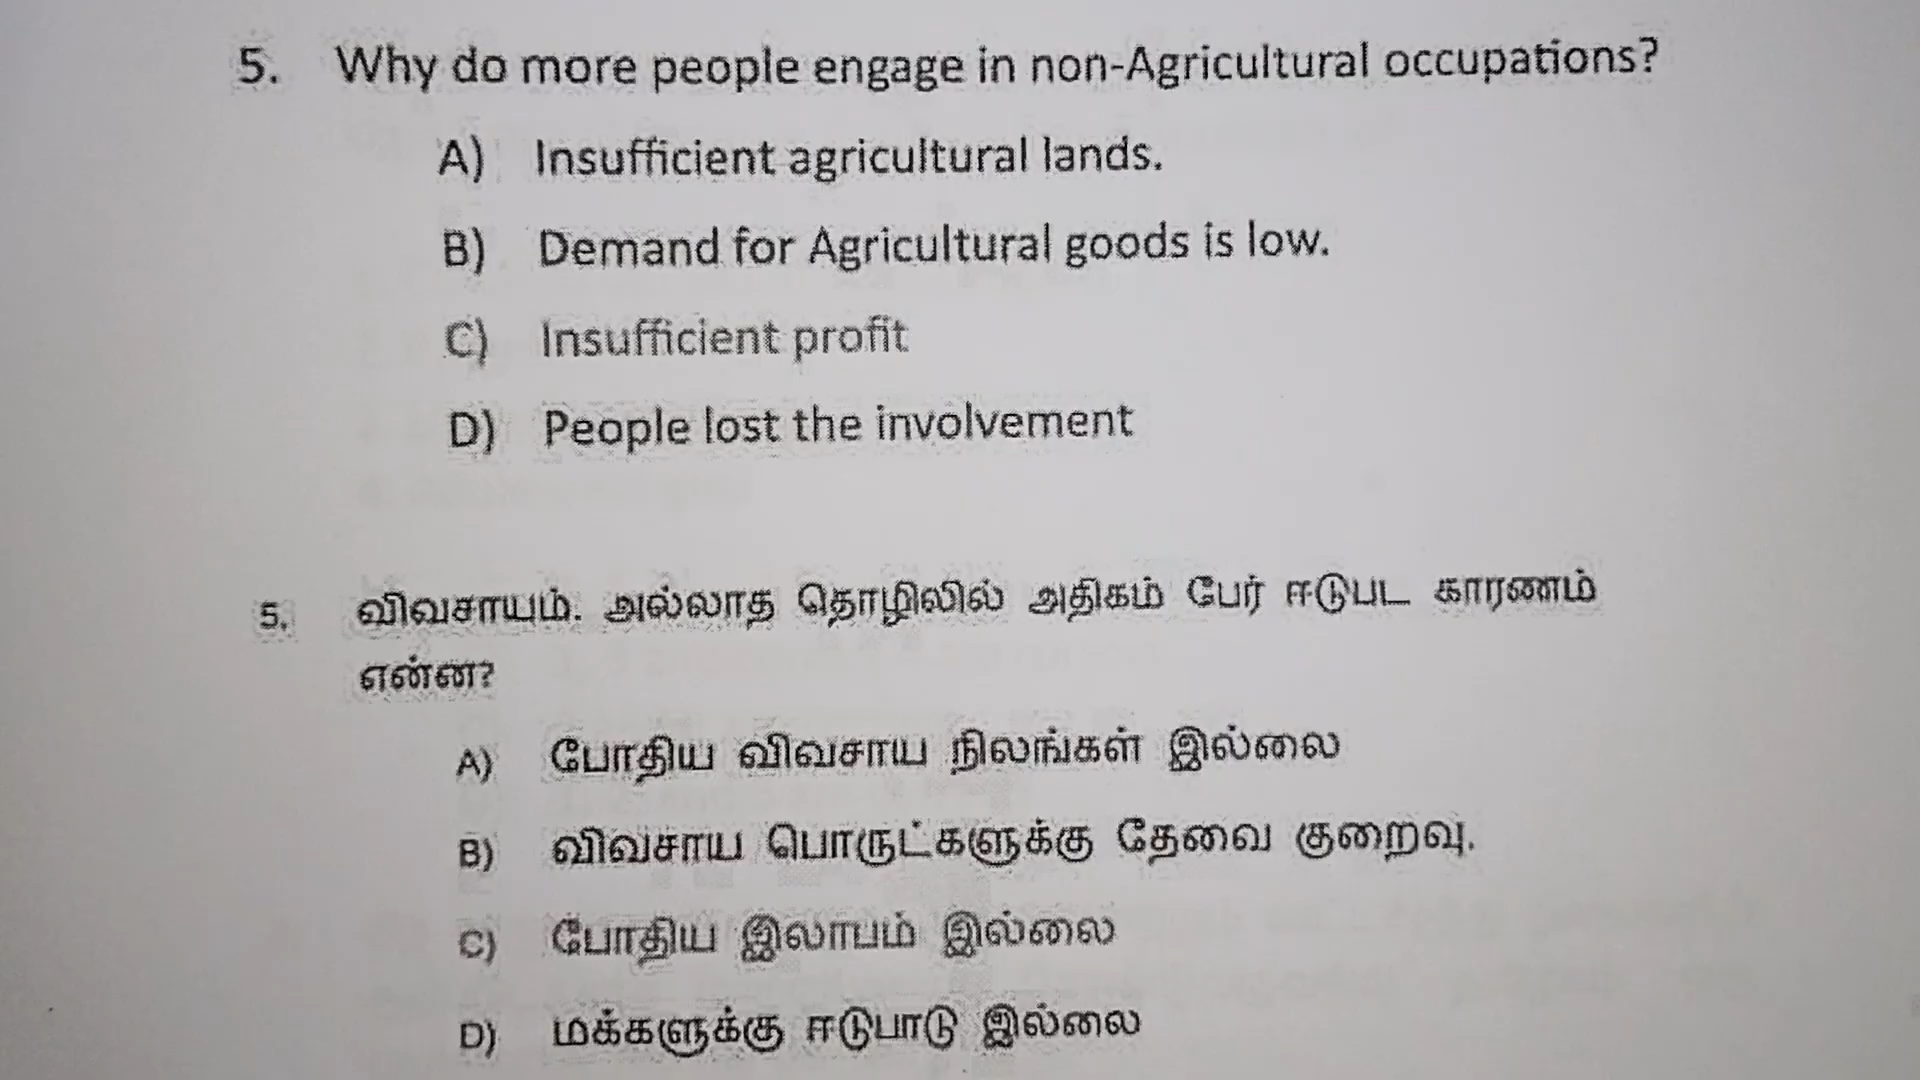 5. Why do more people engage in non-Agricultural occupations?
A) Insufficient agricultural lands.
B) Demand for Agricultural goods is low.
C) Insufficient profit
D) People lost the involvement
5. விவசாயம். அல்லாத தொழிலில் அதிகம் பேர் ஈடுபட காரணம்
என்ன?
A) போதிய விவசாய நிலங்கள் இல்லை
B) விவசாய பொருட்களுக்கு தேவை குறைவு.
C) போதிய இலாபம் இல்லை
D) மக்களுக்கு ஈடுபாடு இல்லை